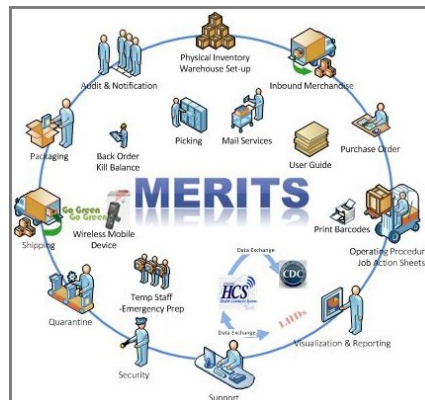 Physical Inventory
Warehouse Set-up
Audit & Notification
Inbound Merchandise
Packaging
Back Order
Kill Balance
Picking
Mail Services
User Guide
Purchase Order
MERITS
Go Green
Go Green
Shipping
Wireless Mobile
Device
Print Barcodes
Operating Procedur
Job Action Sheets
Data Exchange
HCS
CDC
Data Exchange
LHDs
Temp Staff
-Emergency Prep
Quarantine
Security
Support
Visualization & Reporting